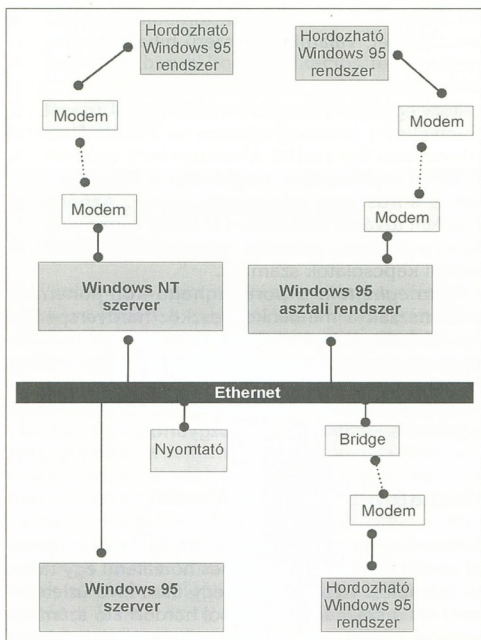 Hordozható
Windows 95
rendszer
Hordozható
Windows 95
rendszer
Modem
Modem
Modem
Modem
Windows NT
szerver
Windows 95
asztali rendszer
Ethernet
Nyomtató
Bridge
Modem
Windows 95
szerver
Hordozható
Windows 95
rendszer